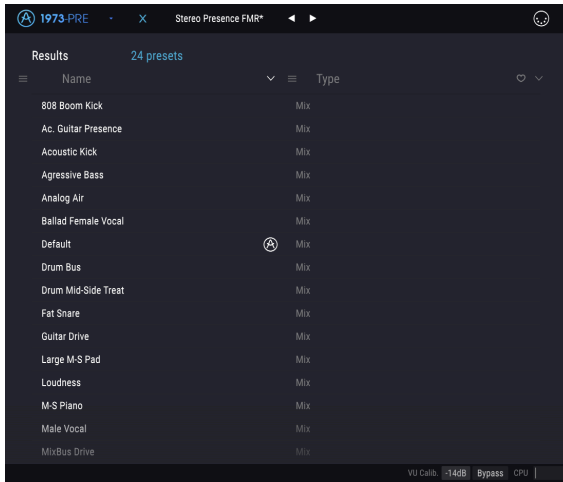 1973-PRE X Stereo Presence FMR*
Results 24 presets
Name Type
808 Boom Kick Mix
Ac. Guitar Presence Mix
Acoustic Kick Mix
Agressive Bass Mix
Analog Air Mix
Ballad Female Vocal Mix
Default Mix
Drum Bus Mix
Drum Mid-Side Treat Mix
Fat Snare Mix
Guitar Drive Mix
Large M-S Pad Mix
Loudness Mix
M-S Piano Mix
Male Vocal Mix
MixBus Drive Mix
VU Calib. -14dB Bypass CPU